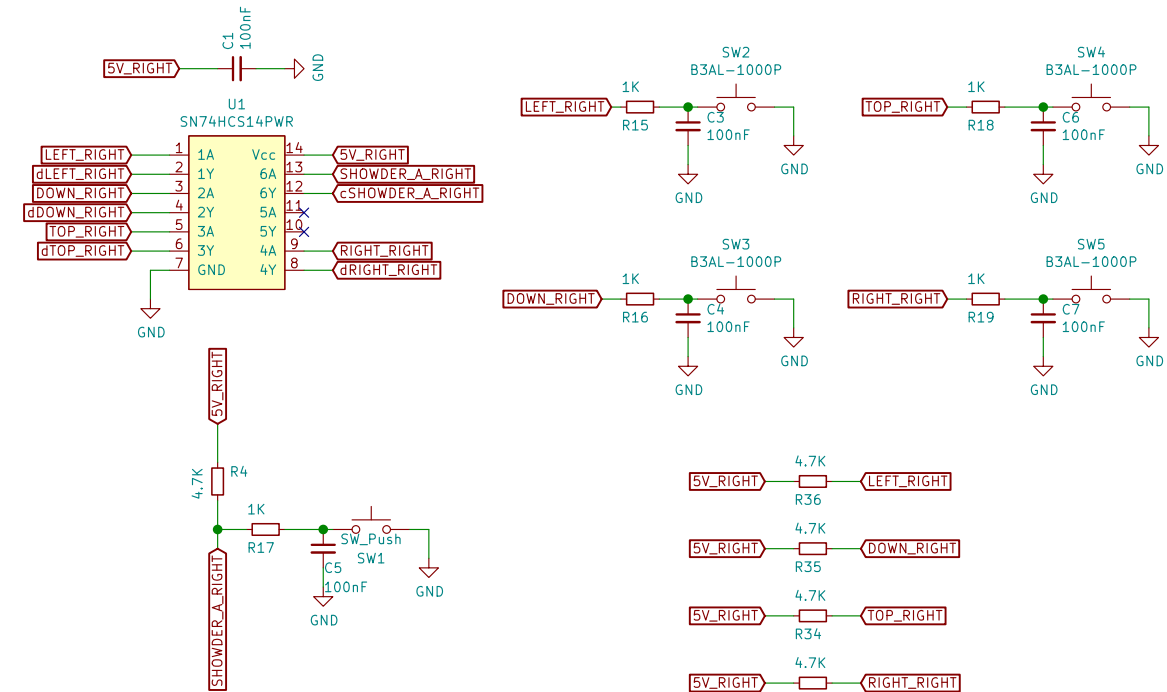 C1
100nF
5V_RIGHT
GND
U1
SN74HCS14PWR
LEFT_RIGHT
dLEFT_RIGHT
DOWN_RIGHT
dDOWN_RIGHT
TOP_RIGHT
dTOP_RIGHT
1
2
3
4
5
6
7
1A
1Y
2A
2Y
3A
3Y
GND
Vcc
6A
6Y
5A
5Y
4A
4Y
14
13
12
11
10
9
8
5V_RIGHT
SHOWDER_A_RIGHT
cSHOWDER_A_RIGHT
RIGHT_RIGHT
dRIGHT_RIGHT
GND
SW2
B3AL-1000P
LEFT_RIGHT
1K
R15
C3
100nF
GND
GND
SW4
B3AL-1000P
TOP_RIGHT
1K
R18
C6
100nF
GND
GND
SW3
B3AL-1000P
DOWN_RIGHT
1K
R16
C4
100nF
GND
GND
SW5
B3AL-1000P
RIGHT_RIGHT
1K
R19
C7
100nF
GND
GND
5V_RIGHT
4.7K
R4
1K
R17
SW_Push
SW1
C5
100nF
GND
GND
SHOWDER_A_RIGHT
5V_RIGHT
4.7K
R36
LEFT_RIGHT
5V_RIGHT
4.7K
R35
DOWN_RIGHT
5V_RIGHT
4.7K
R34
TOP_RIGHT
5V_RIGHT
4.7K
RIGHT_RIGHT